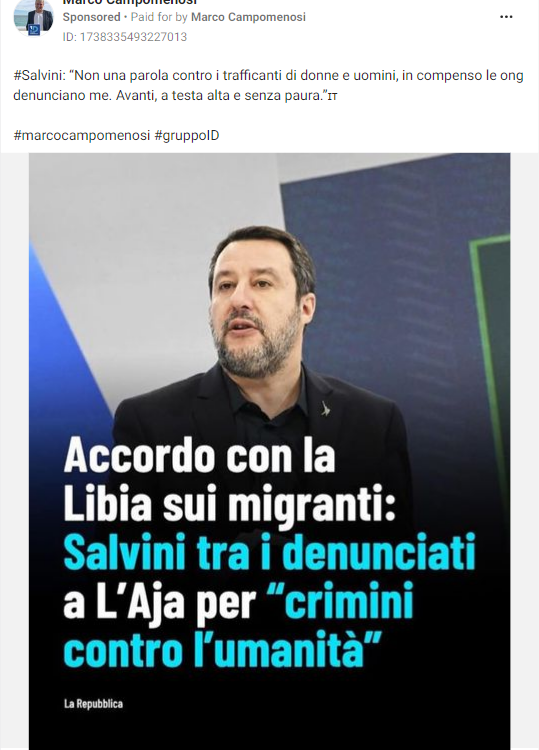 Marco Campomenosi
Sponsored • Paid for by Marco Campomenosi
ID: 1738335493227013
#Salvini: “Non una parola contro i trafficanti di donne e uomini, in compenso le ong
denunciano me. Avanti, a testa alta e senza paura.”IT
#marcocampomenosi #gruppoID
Accordo con la
Libia sui migranti:
Salvini tra i denunciati
a L’Aja per “crimini
contro l’umanità”
La Repubblica